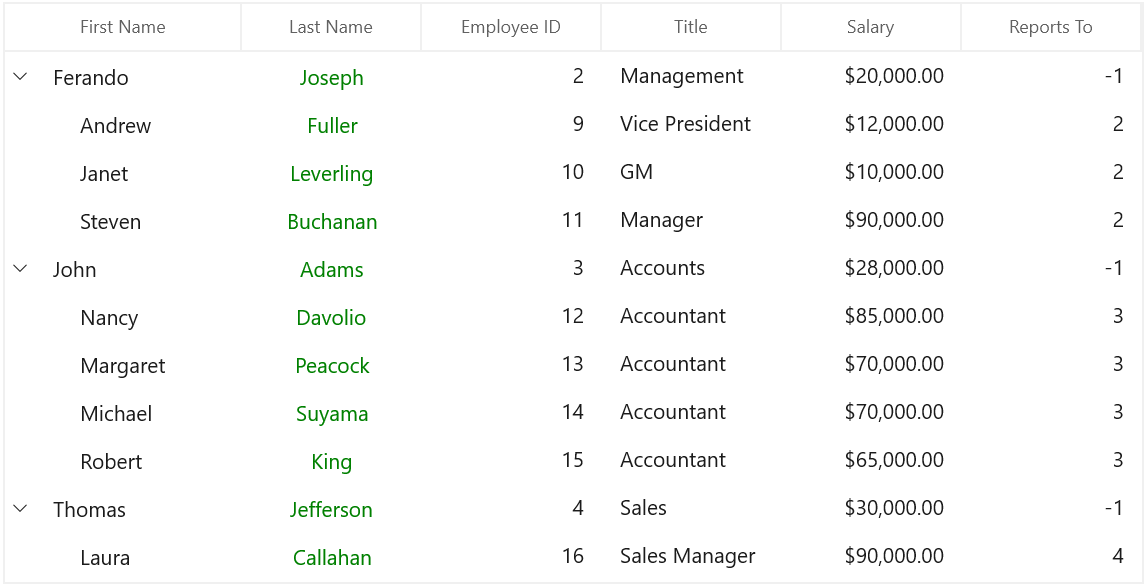 First Name Last Name Employee ID Title Salary Reports To
Ferando Joseph 2 Management $20,000.00 -1
Andrew Fuller 9 Vice President $12,000.00 2
Janet Leverling 10 GM $10,000.00 2
Steven Buchanan 11 Manager $90,000.00 2
John Adams 3 Accounts $28,000.00 -1
Nancy Davolio 12 Accountant $85,000.00 3
Margaret Peacock 13 Accountant $70,000.00 3
Michael Suyama 14 Accountant $70,000.00 3
Robert King 15 Accountant $65,000.00 3
Thomas Jefferson 4 Sales $30,000.00 -1
Laura Callahan 16 Sales Manager $90,000.00 4